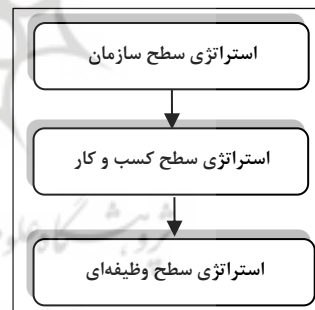 استراتژی سطح سازمان
استراتژی سطح کسب و کار
استراتژی سطح وظیفه‌ای